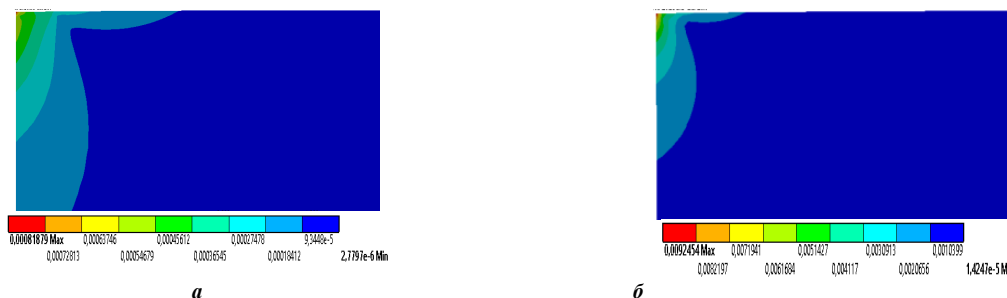 0,00081879 Max 0,00063746 0,00045612 0,00027478 9,3448e-5
0,00072813 0,00054679 0,00036545 0,00018412 2,7797e-6 Min
0,0092454 Max 0,0071941 0,0051427 0,0030913 0,0010399
0,0082197 0,0061684 0,004117 0,0020656 1,4247e-5 M
а
б